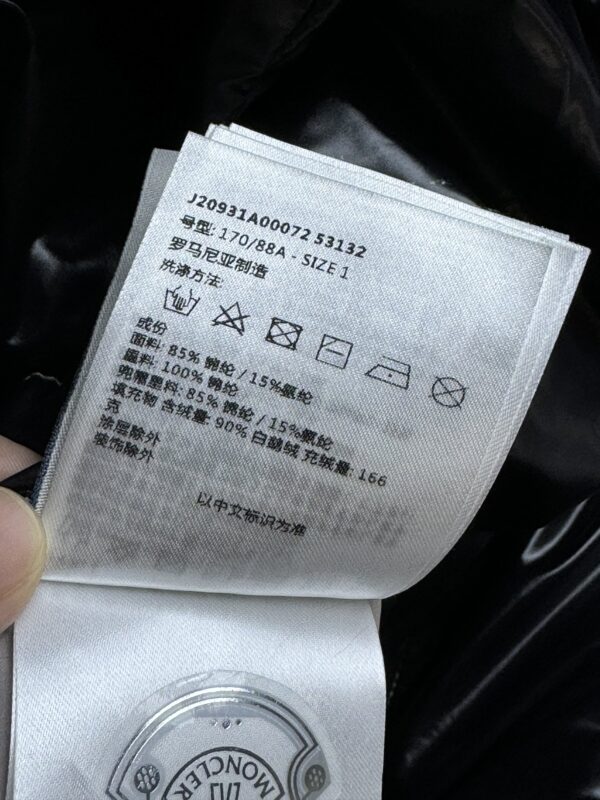 J20931A00072 53132
号型: 170/88A - SIZE 1
罗马尼亚制造
洗涤方法:
成份
面料: 85% 锦纶 / 15%氨纶
里料: 100% 锦纶
兜嘴里料: 85% 锦纶 / 15%氨纶
填充物 含绒量: 90% 白鹅绒 充绒量: 166
克
涂层除外
装饰除外
以中文标识为准
MONCLER